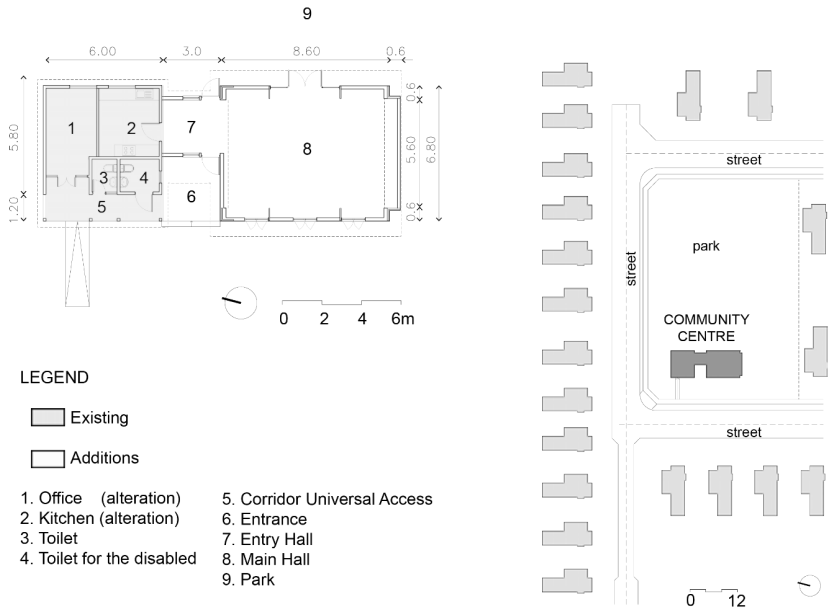 9
6.00 3.0 8.60 0.6
5.80
1.20
1
2
3
4
5
6
7
8
0.6
5.60
0.6
6.80
0 2 4 6m
LEGEND
Existing
Additions
1. Office (alteration)
2. Kitchen (alteration)
3. Toilet
4. Toilet for the disabled
5. Corridor Universal Access
6. Entrance
7. Entry Hall
8. Main Hall
9. Park
street
street
park
COMMUNITY
CENTRE
street
0 12